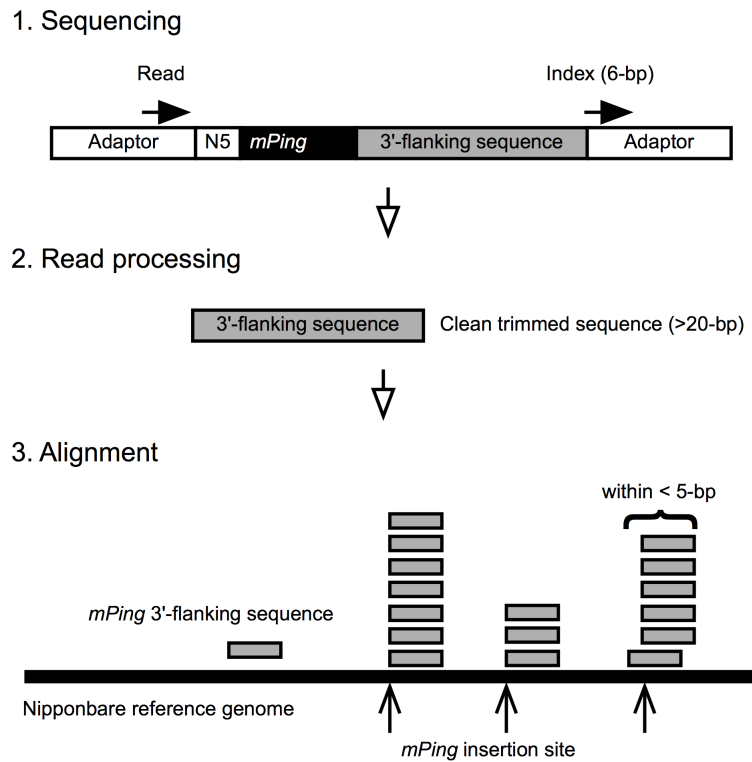 1. Sequencing
Read
Index (6-bp)
Adaptor
N5
mPing
3'-flanking sequence
Adaptor
2. Read processing
3'-flanking sequence
Clean trimmed sequence (>20-bp)
3. Alignment
within < 5-bp
mPing 3'-flanking sequence
Nipponbare reference genome
mPing insertion site